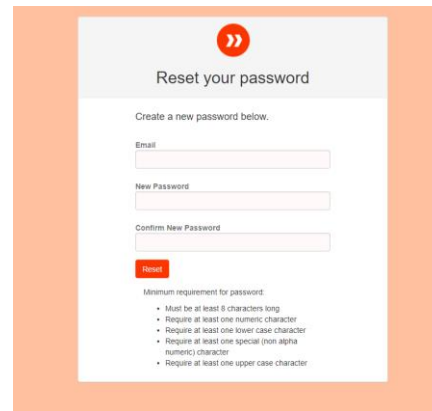 Reset your password
Create a new password below.
Email
New Password
Confirm New Password
Reset
Minimum requirement for password:
• Must be at least 8 characters long
• Require at least one numeric character
• Require at least one lower case character
• Require at least one special (non alpha
numeric) character
• Require at least one upper case character